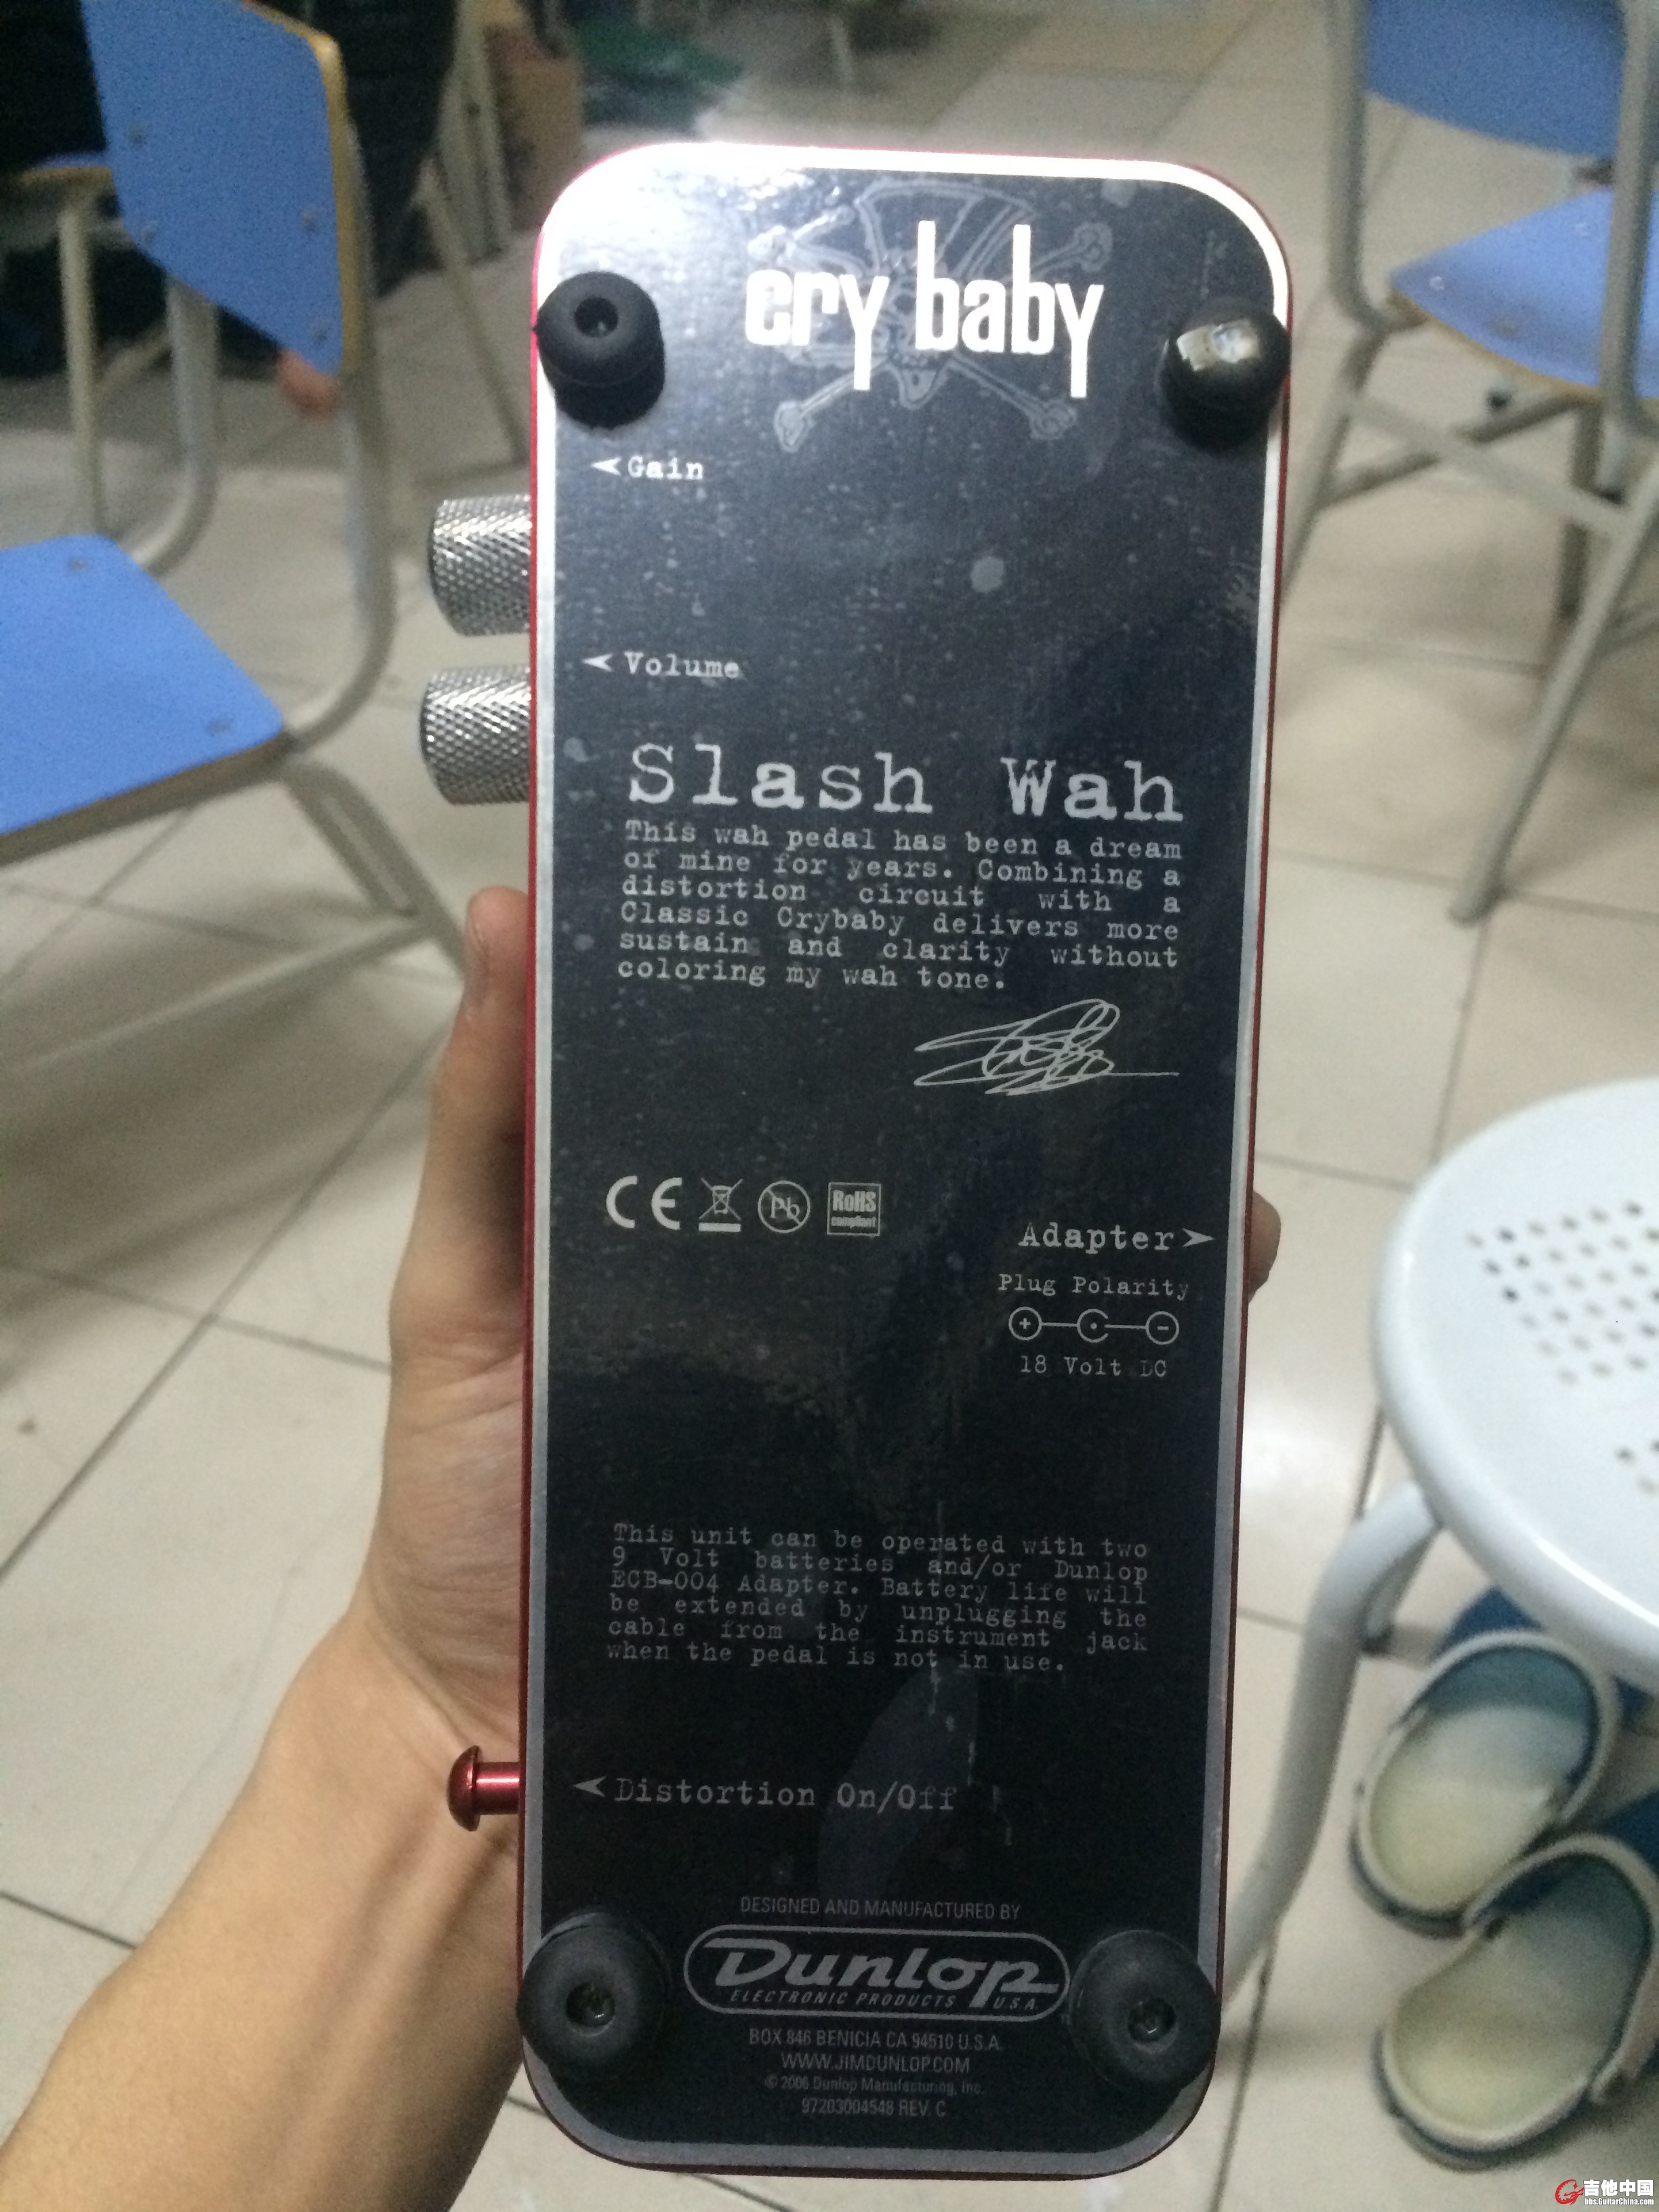 cry baby
Gain
Volume
Slash Wah
This wah pedal has been a dream
of mine for years. Combining a
distortion circuit with a
Classic Crybaby delivers more
sustain and clarity without
coloring my wah tone.
CE Pb RoHS
compliant
Adapter
Plug Polarity
+ -
18 Volt DC
This unit can be operated with two
9 Volt batteries and/or Dunlop
ECB-004 Adapter. Battery life will
be extended by unplugging the
cable from the instrument jack
when the pedal is not in use.
Distortion On/Off
DESIGNED AND MANUFACTURED BY
DUNLOP
ELECTRONIC PRODUCTS U.S.A.
BOX 846 BENICIA CA 94510 U.S.A.
WWW.JIMDUNLOP.COM
© 2006 Dunlop Manufacturing, Inc.
97203004548 REV. C
吉他中国
bbs.GuitarChina.com